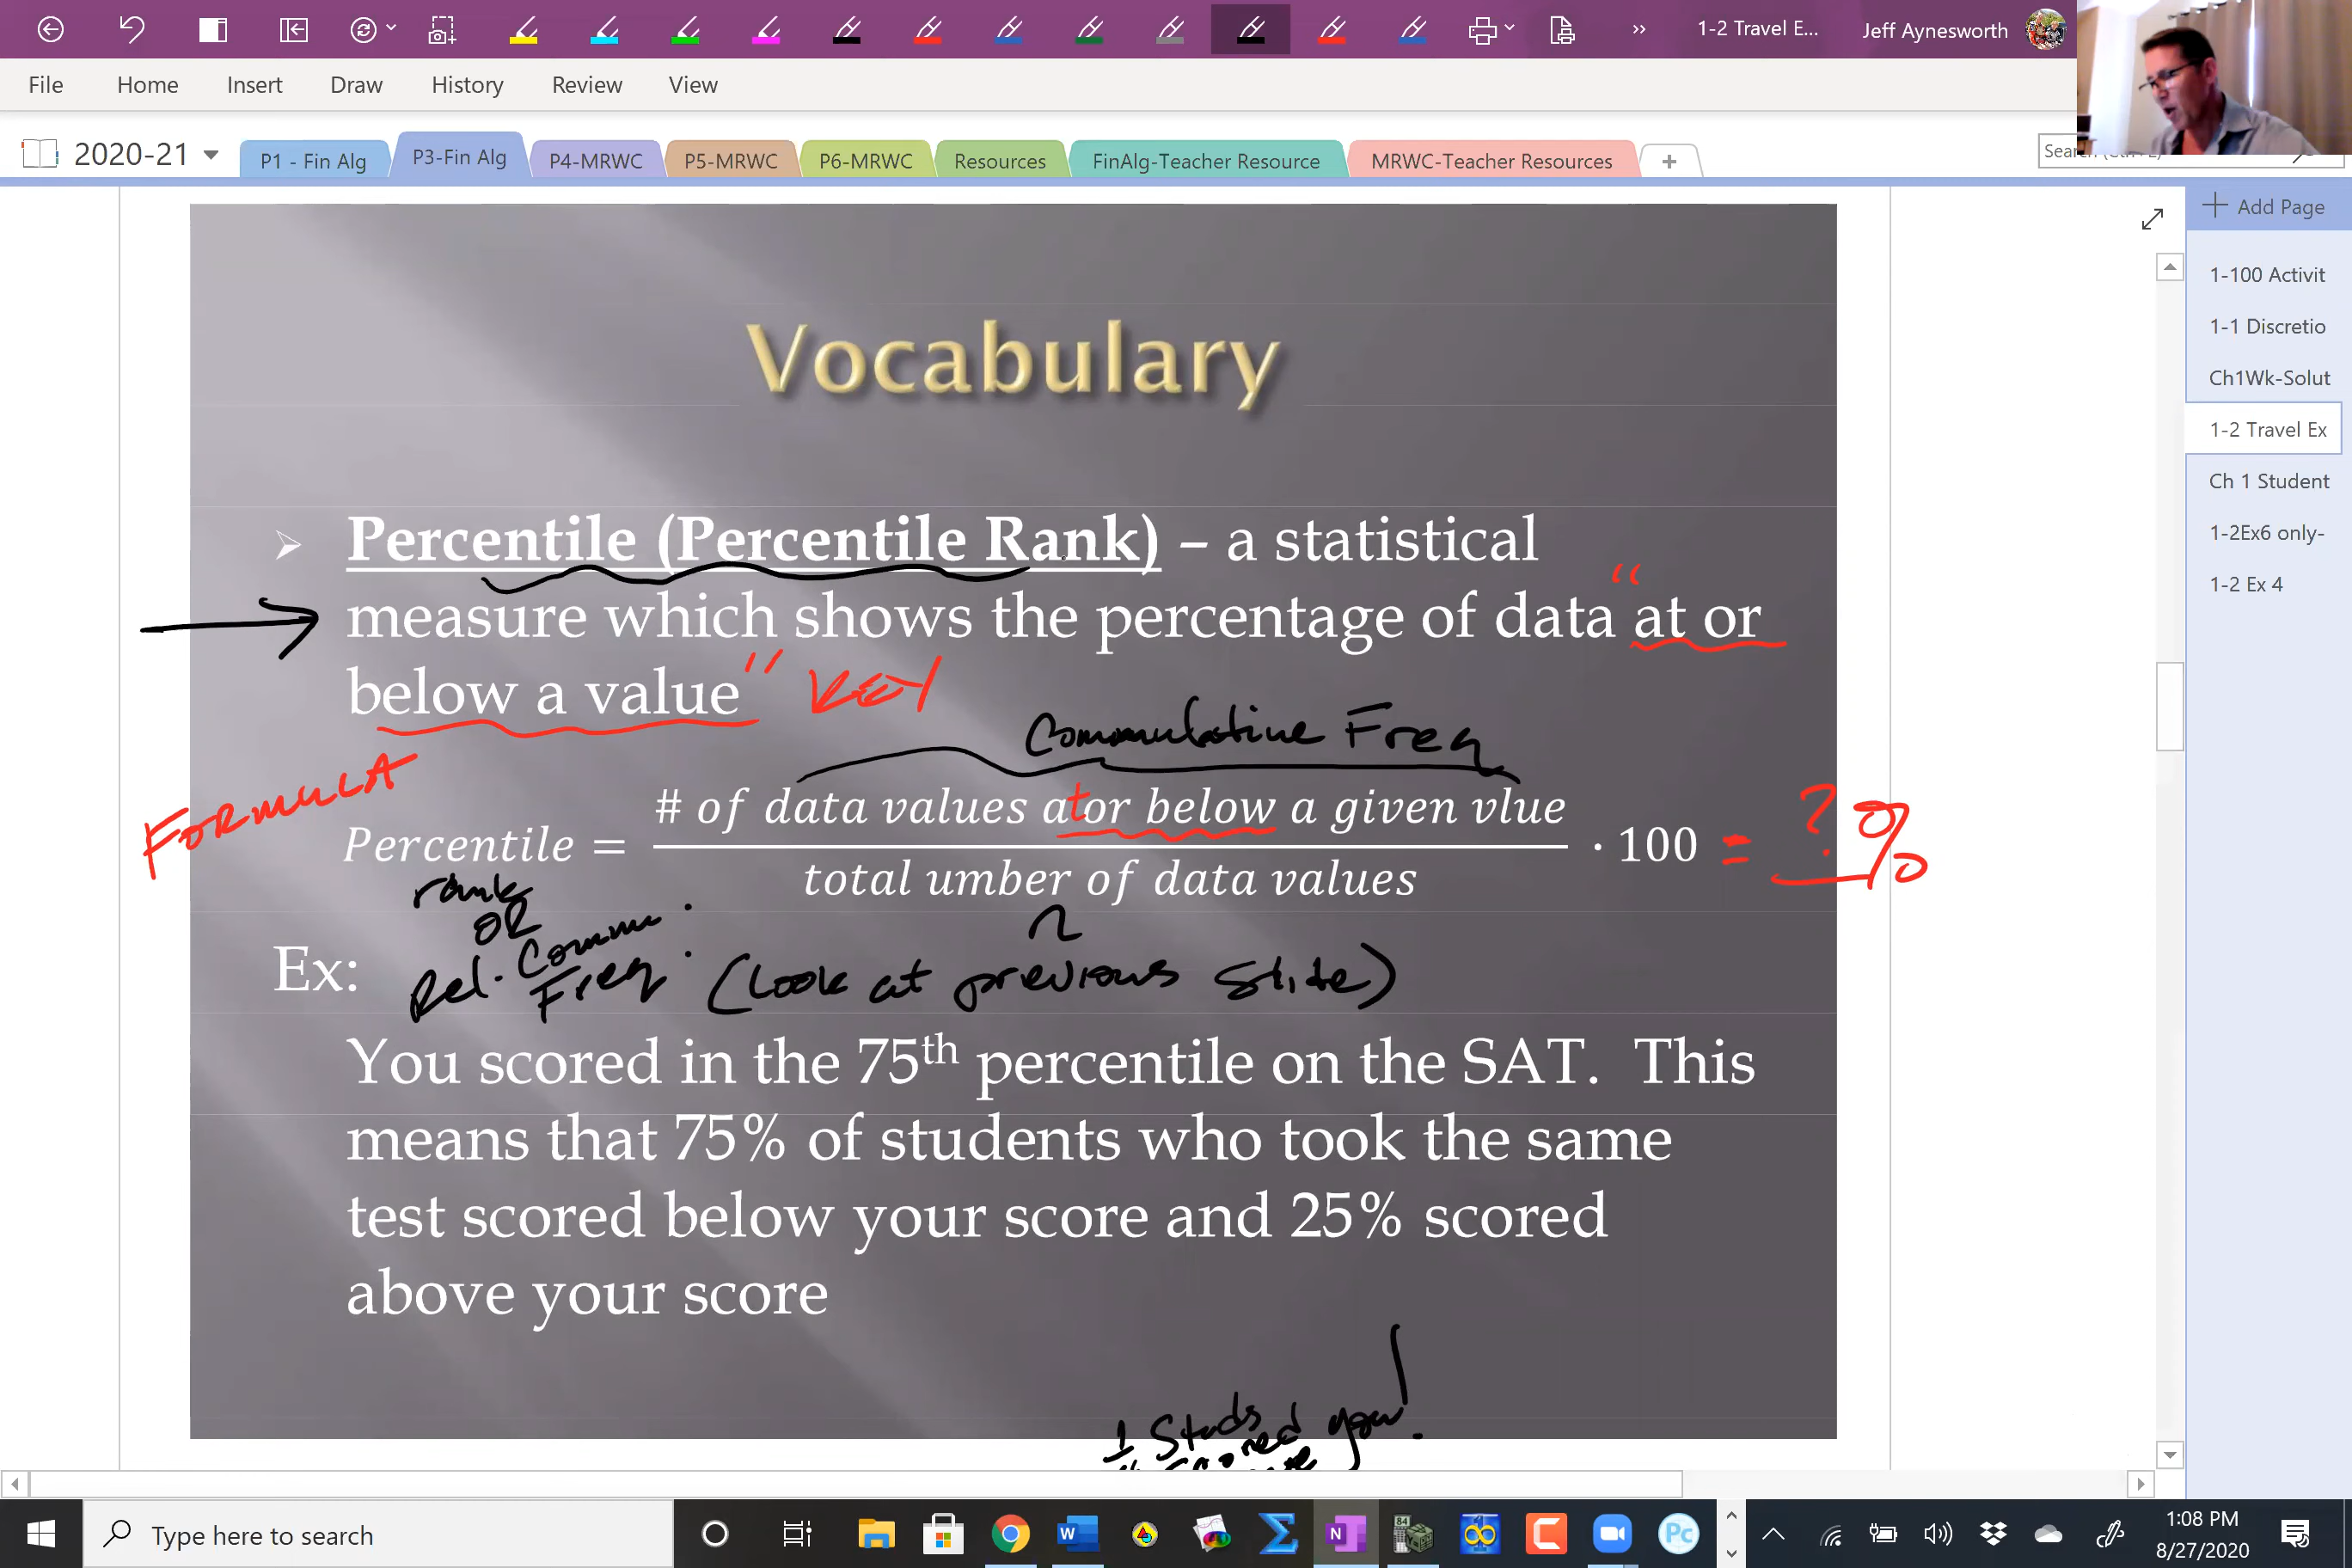 1-2 Travel E...
Jeff Aynesworth
File Home Insert Draw History Review View
2020-21
P1 - Fin Alg
P3-Fin Alg
P4-MRWC
P5-MRWC
P6-MRWC
Resources
FinAlg-Teacher Resource
MRWC-Teacher Resources
+
Add Page
1-100 Activit
1-1 Discretio
Ch1Wk-Solut
1-2 Travel Ex
Ch 1 Student
1-2Ex6 only-
1-2 Ex 4
Vocabulary
Percentile (Percentile Rank) – a statistical
measure which shows the percentage of data “at or
below a value” KEY
Commulative Freq
FORMULA
Percentile = # of data values ator below a given vlue
total umber of data values
· 100 = ?%
rank
OR
Rel. Commu Freq :
n
Ex: (Look at previous slide)
You scored in the 75th percentile on the SAT. This
means that 75% of students who took the same
test scored below your score and 25% scored
above your score
Studs
you
Type here to search
1:08 PM
8/27/2020